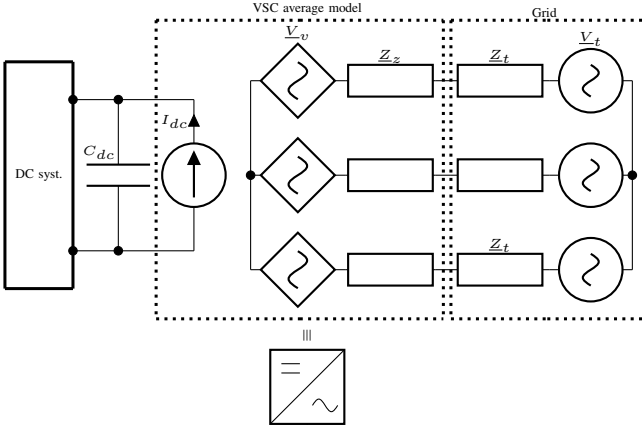 VSC average model
Grid
V_v
Z_z
Z_t
V_t
I_dc
C_dc
DC syst.
Z_t